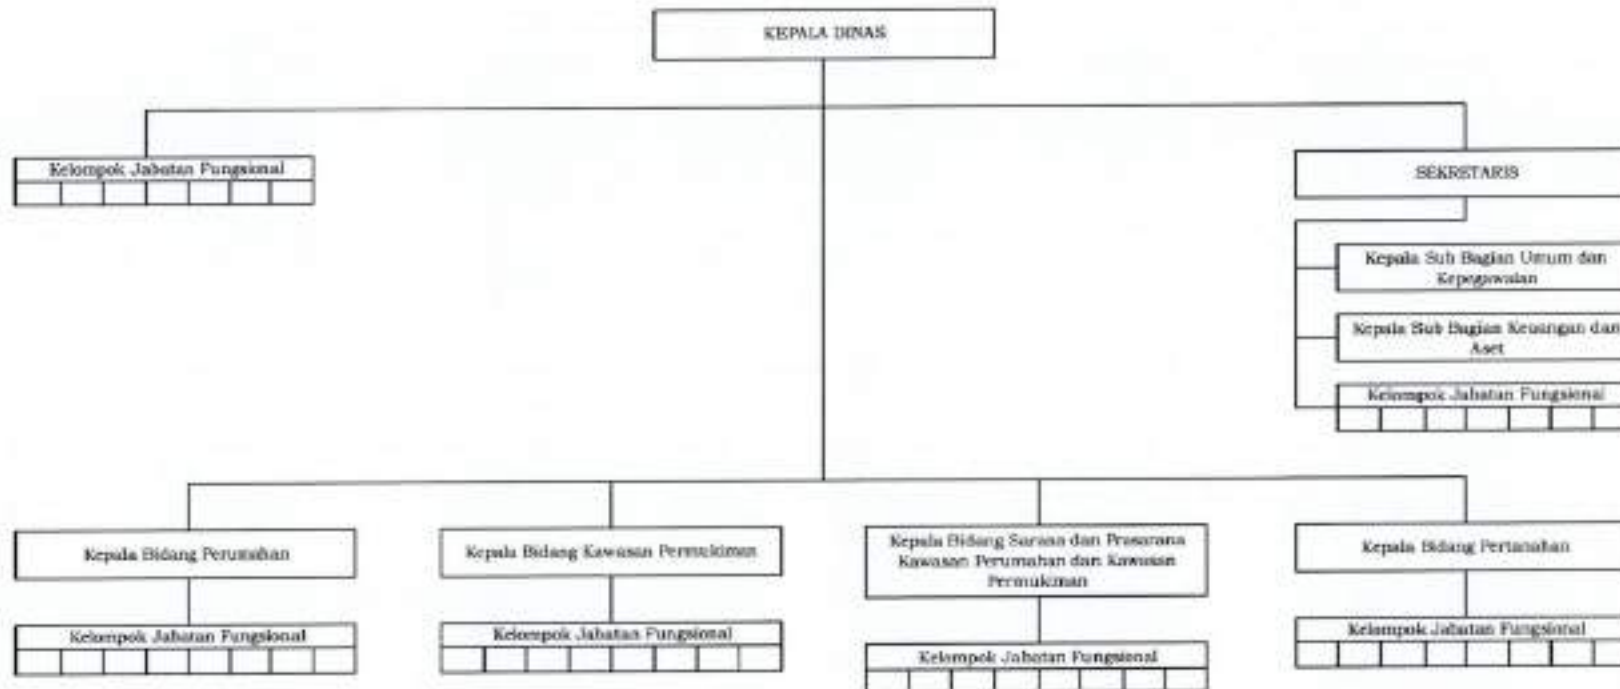 KEPALA DINAS
Kelompok Jabatan Fungsional
SEKRETARIS
Kepala Sub Bagian Umum dan
Kepegawaian
Kepala Sub Bagian Keuangan dan
Aset
Kelompok Jabatan Fungsional
Kepala Bidang Perumahan
Kepala Bidang Kawasan Permukiman
Kepala Bidang Sarana dan Prasarana
Kawasan Perumahan dan Kawasan
Permukiman
Kepala Bidang Pertanahan
Kelompok Jabatan Fungsional
Kelompok Jabatan Fungsional
Kelompok Jabatan Fungsional
Kelompok Jabatan Fungsional